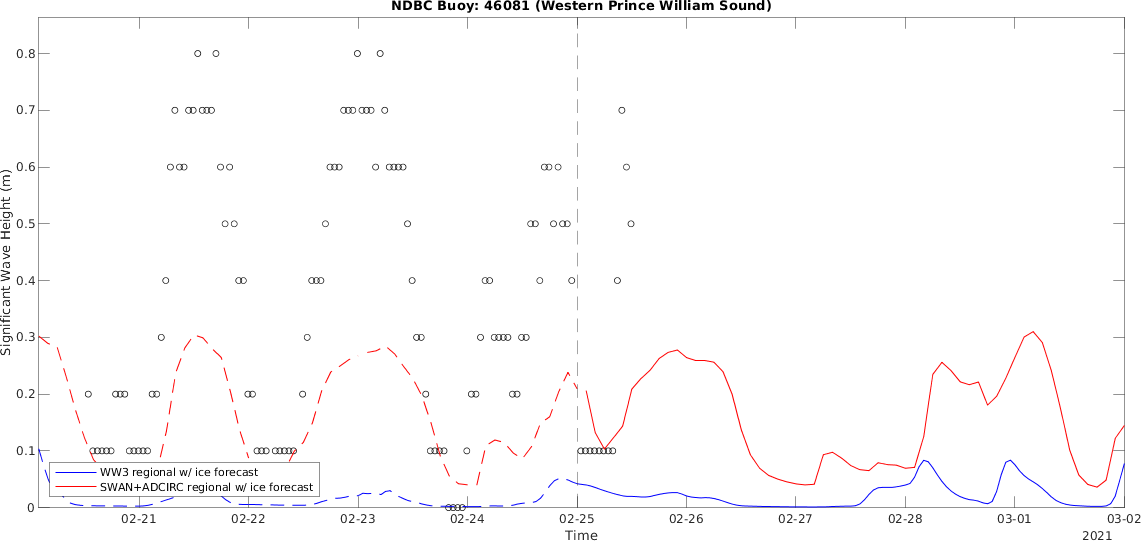 NDBC Buoy: 46081 (Western Prince William Sound)
Significant Wave Height (m)
0.8
0.7
0.6
0.5
0.4
0.3
0.2
0.1
0
WW3 regional w/ ice forecast
SWAN+ADCIRC regional w/ ice forecast
02-21 02-22 02-23 02-24 02-25 02-26 02-27 02-28 03-01 03-02
Time
2021